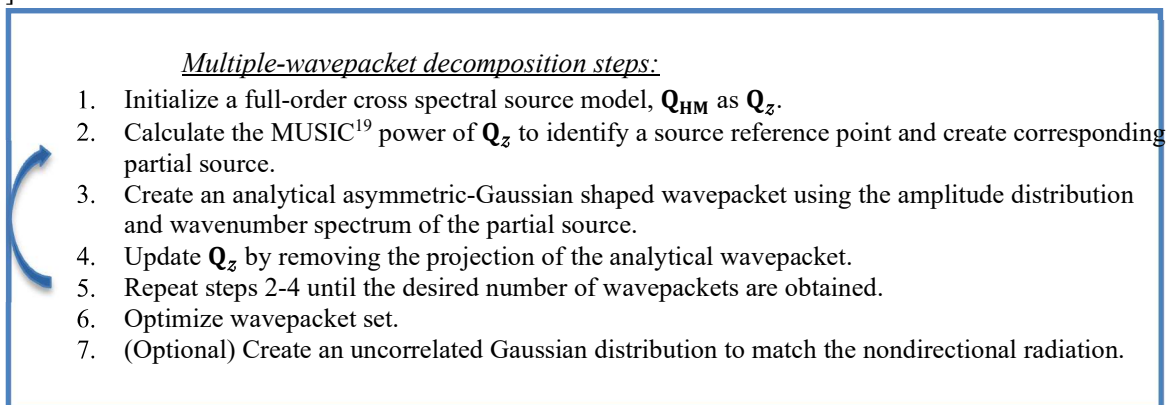 Multiple-wavepacket decomposition steps:
1. Initialize a full-order cross spectral source model, Q_HM as Q_z.
2. Calculate the MUSIC¹⁹ power of Q_z to identify a source reference point and create corresponding
partial source.
3. Create an analytical asymmetric-Gaussian shaped wavepacket using the amplitude distribution
and wavenumber spectrum of the partial source.
4. Update Q_z by removing the projection of the analytical wavepacket.
5. Repeat steps 2-4 until the desired number of wavepackets are obtained.
6. Optimize wavepacket set.
7. (Optional) Create an uncorrelated Gaussian distribution to match the nondirectional radiation.